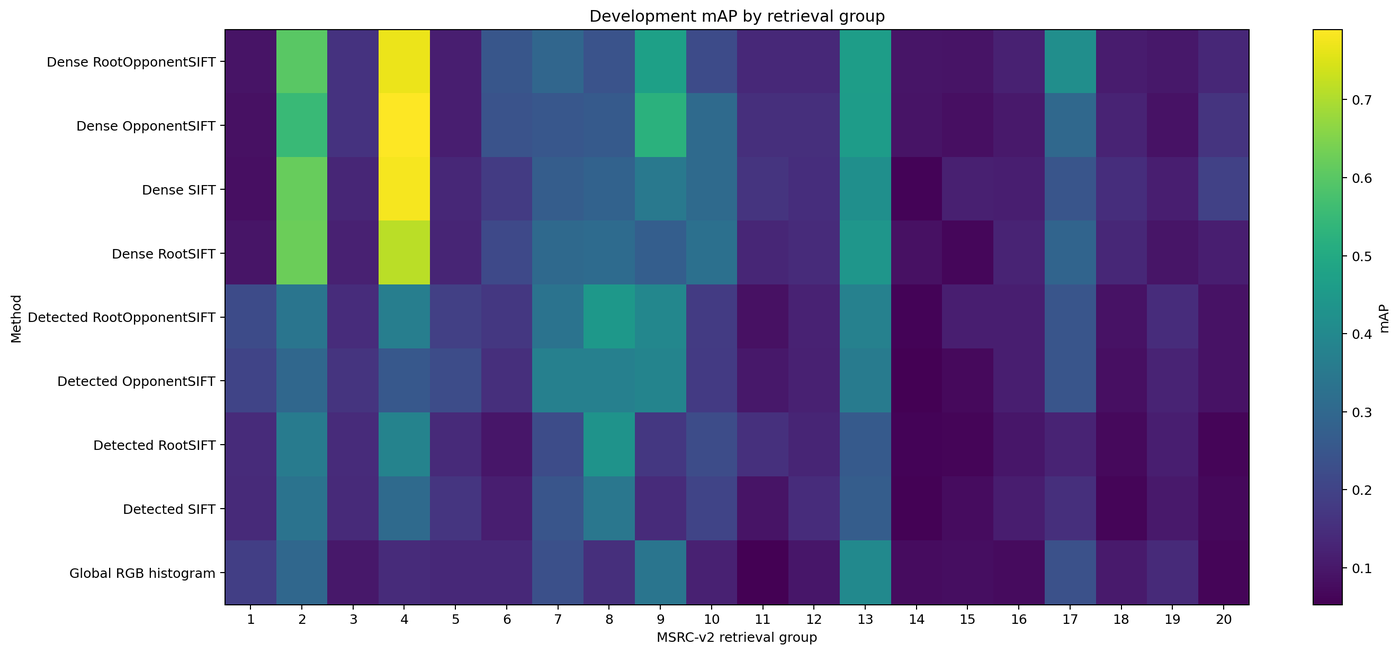 Development mAP by retrieval group
Method
Dense RootOpponentSIFT
Dense OpponentSIFT
Dense SIFT
Dense RootSIFT
Detected RootOpponentSIFT
Detected OpponentSIFT
Detected RootSIFT
Detected SIFT
Global RGB histogram
1 2 3 4 5 6 7 8 9 10 11 12 13 14 15 16 17 18 19 20
MSRC-v2 retrieval group
0.7
0.6
0.5
0.4
0.3
0.2
0.1
mAP